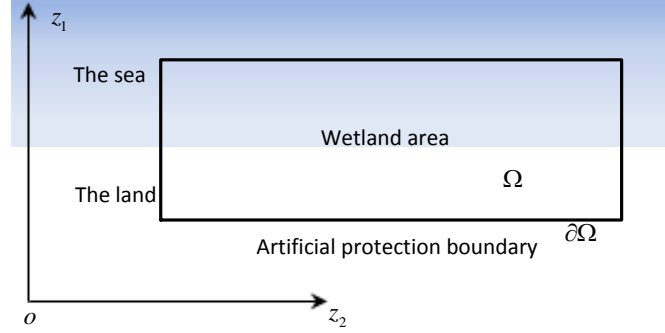 z1
The sea
Wetland area
Ω
The land
∂Ω
Artificial protection boundary
o
z2